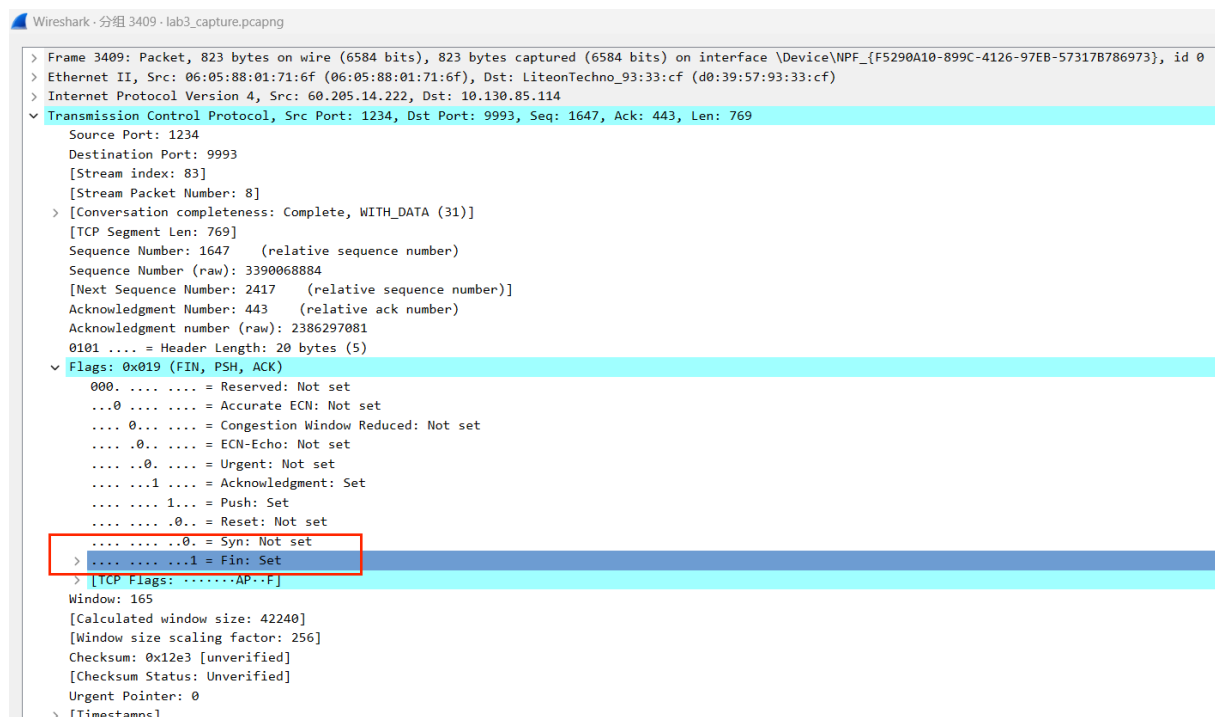 Wireshark · 分组 3409 · lab3_capture.pcapng
> Frame 3409: Packet, 823 bytes on wire (6584 bits), 823 bytes captured (6584 bits) on interface \Device\NPF_{F5290A10-899C-4126-97EB-57317B786973}, id 0
> Ethernet II, Src: 06:05:88:01:71:6f (06:05:88:01:71:6f), Dst: LiteonTechno_93:33:cf (d0:39:57:93:33:cf)
> Internet Protocol Version 4, Src: 60.205.14.222, Dst: 10.130.85.114
Transmission Control Protocol, Src Port: 1234, Dst Port: 9993, Seq: 1647, Ack: 443, Len: 769
Source Port: 1234
Destination Port: 9993
[Stream index: 83]
[Stream Packet Number: 8]
> [Conversation completeness: Complete, WITH_DATA (31)]
[TCP Segment Len: 769]
Sequence Number: 1647    (relative sequence number)
Sequence Number (raw): 3390068884
[Next Sequence Number: 2417    (relative sequence number)]
Acknowledgment Number: 443    (relative ack number)
Acknowledgment number (raw): 2386297081
0101 .... = Header Length: 20 bytes (5)
Flags: 0x019 (FIN, PSH, ACK)
000. .... .... = Reserved: Not set
...0 .... .... = Accurate ECN: Not set
.... 0... .... = Congestion Window Reduced: Not set
.... .0.. .... = ECN-Echo: Not set
.... ..0. .... = Urgent: Not set
.... ...1 .... = Acknowledgment: Set
.... .... 1... = Push: Set
.... .... .0.. = Reset: Not set
.... .... ..0. = Syn: Not set
> .... .... ...1 = Fin: Set
> [TCP Flags: ·······AP··F]
Window: 165
[Calculated window size: 42240]
[Window size scaling factor: 256]
Checksum: 0x12e3 [unverified]
[Checksum Status: Unverified]
Urgent Pointer: 0
> [Timestamps]